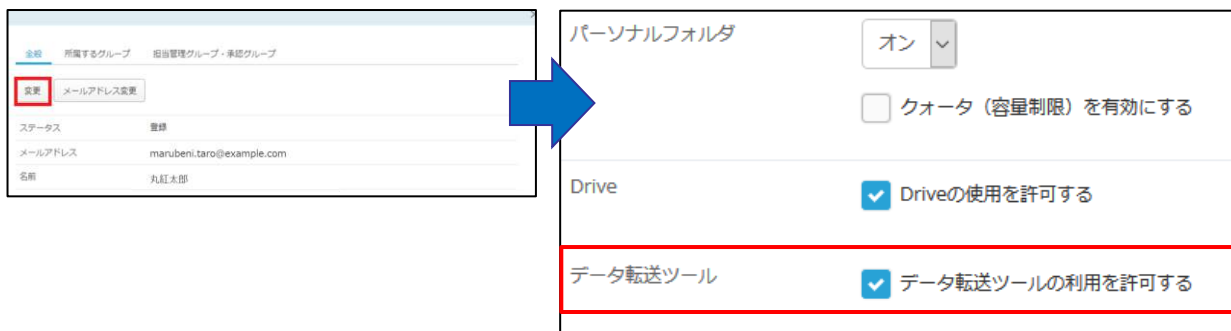 全般 所属するグループ 担当管理グループ・承認グループ
変更 メールアドレス変更
ステータス 登録
メールアドレス marubeni.taro@example.com
名前 丸紅太郎
パーソナルフォルダ オン
クォータ（容量制限）を有効にする
Drive Driveの使用を許可する
データ転送ツール データ転送ツールの利用を許可する